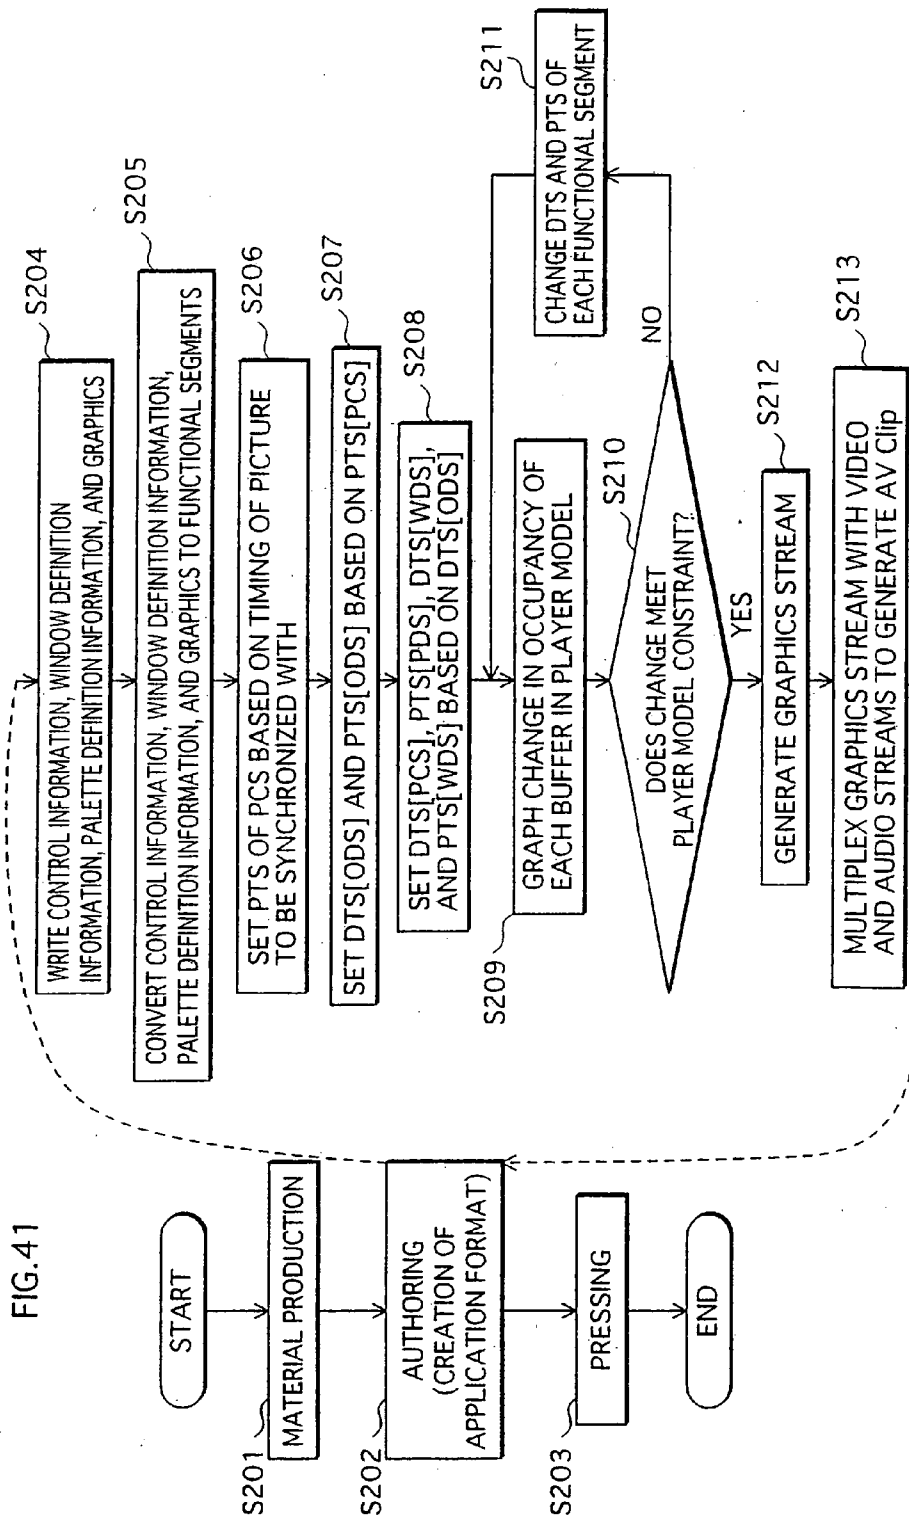 FIG.41
START
S201
MATERIAL PRODUCTION
S202
AUTHORING
(CREATION OF
APPLICATION FORMAT)
S203
PRESSING
END
S204
WRITE CONTROL INFORMATION, WINDOW DEFINITION
INFORMATION, PALETTE DEFINITION INFORMATION, AND GRAPHICS
S205
CONVERT CONTROL INFORMATION, WINDOW DEFINITION INFORMATION,
PALETTE DEFINITION INFORMATION, AND GRAPHICS TO FUNCTIONAL SEGMENTS
S206
SET PTS OF PCS BASED ON TIMING OF PICTURE
TO BE SYNCHRONIZED WITH
S207
SET DTS[ODS] AND PTS[ODS] BASED ON PTS[PCS]
S208
SET DTS[PCS], PTS[PDS], DTS[WDS],
AND PTS[WDS] BASED ON DTS[ODS]
S209
GRAPH CHANGE IN OCCUPANCY OF
EACH BUFFER IN PLAYER MODEL
S210
DOES CHANGE MEET
PLAYER MODEL CONSTRAINT?
NO
S211
CHANGE DTS AND PTS OF
EACH FUNCTIONAL SEGMENT
YES
S212
GENERATE GRAPHICS STREAM
S213
MULTIPLEX GRAPHICS STREAM WITH VIDEO
AND AUDIO STREAMS TO GENERATE AV Clip